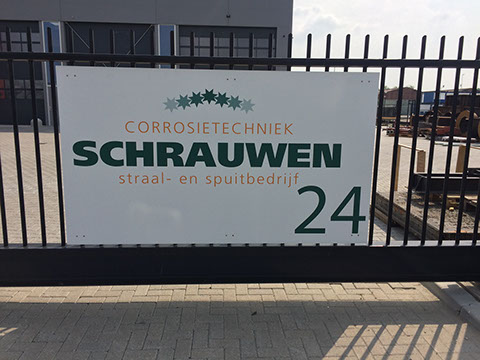 CORROSIETECHNIEK
SCHRAUWEN
straal- en spuitbedrijf
24